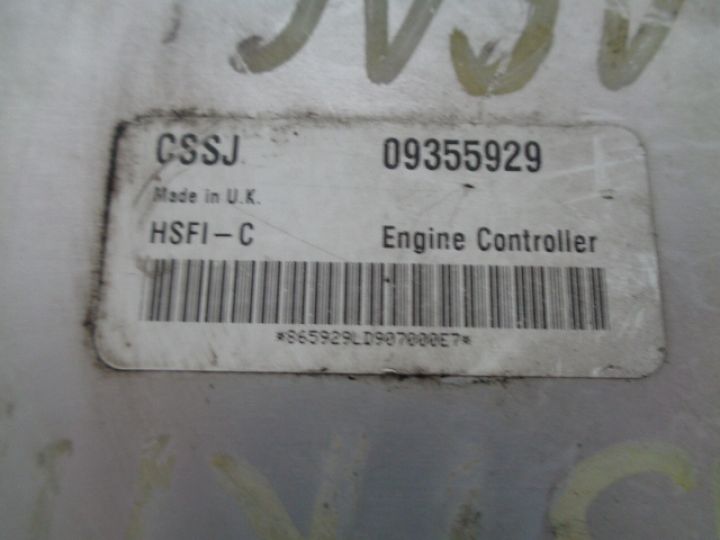 CSSJ 09355929
Made in U.K.
HSFI-C Engine Controller
*865929LD907000E7*